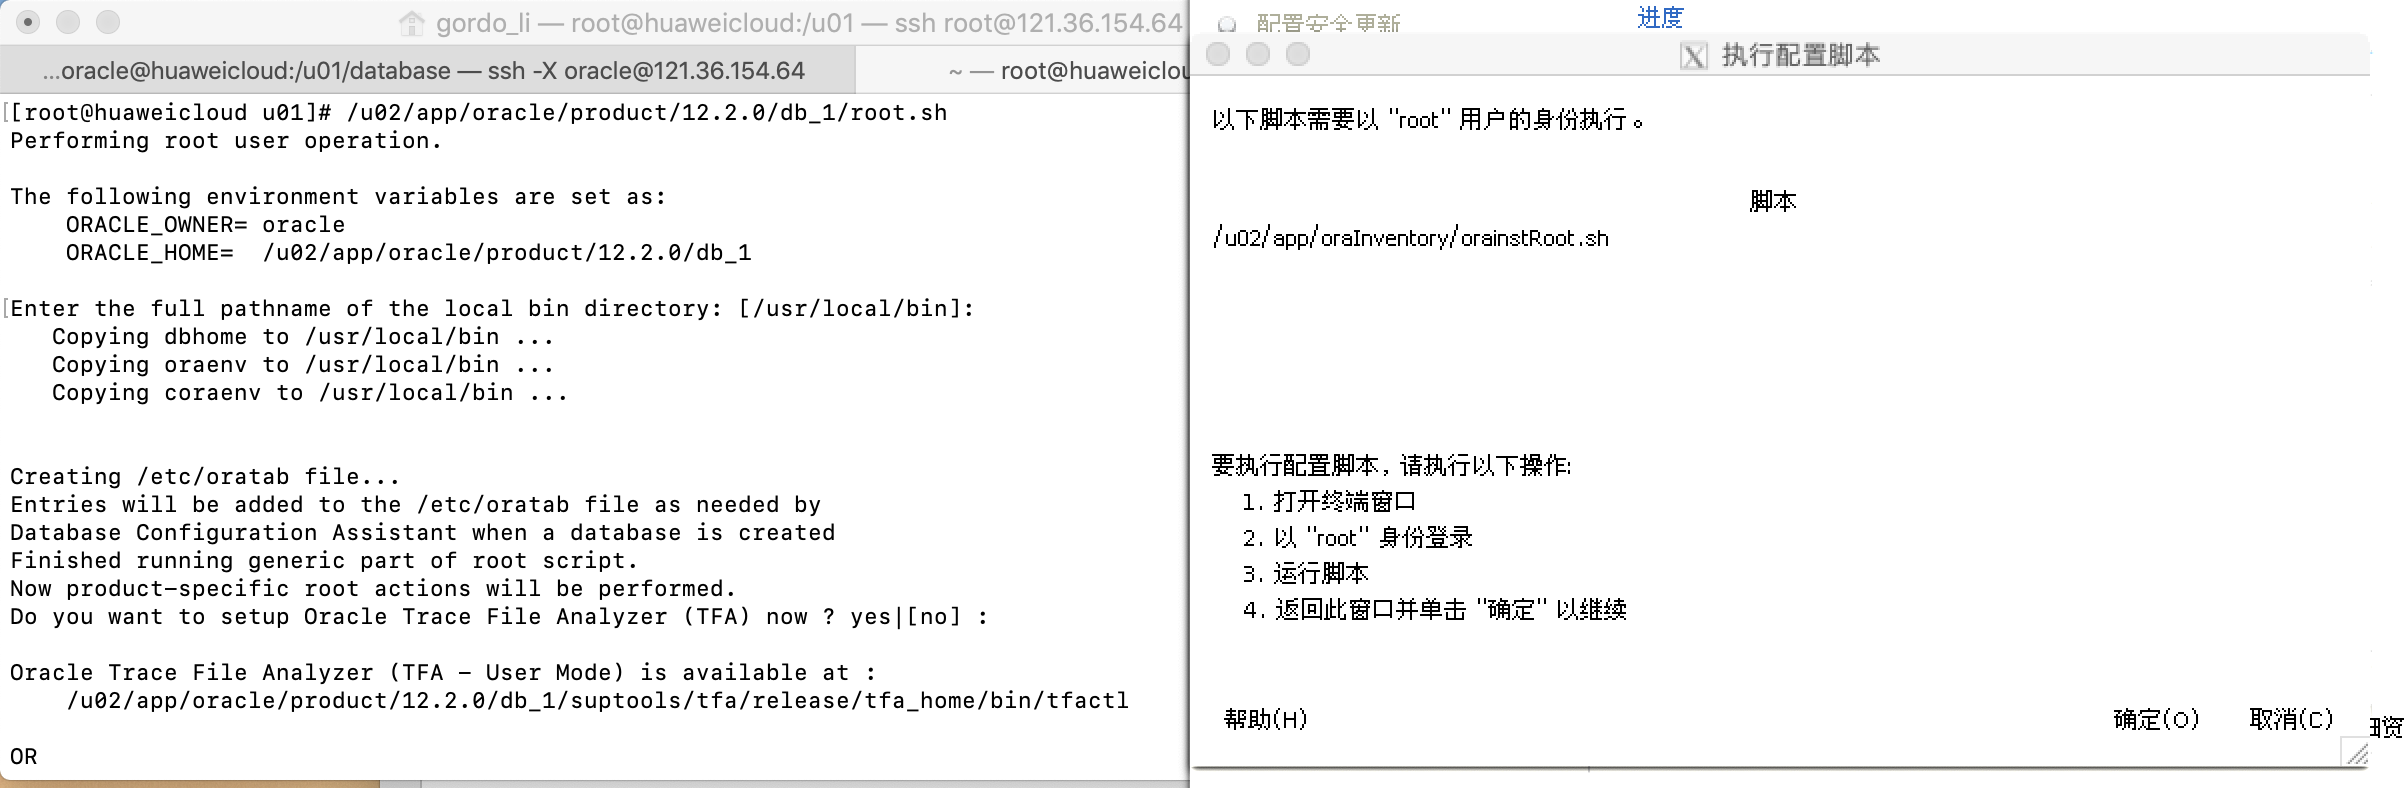 gordo_li — root@huaweicloud:/u01 — ssh root@121.36.154.64
...oracle@huaweicloud:/u01/database — ssh -X oracle@121.36.154.64
~ — root@huaweiclou
[[root@huaweicloud u01]# /u02/app/oracle/product/12.2.0/db_1/root.sh
Performing root user operation.
The following environment variables are set as:
ORACLE_OWNER= oracle
ORACLE_HOME=  /u02/app/oracle/product/12.2.0/db_1
[Enter the full pathname of the local bin directory: [/usr/local/bin]:
Copying dbhome to /usr/local/bin ...
Copying oraenv to /usr/local/bin ...
Copying coraenv to /usr/local/bin ...
Creating /etc/oratab file...
Entries will be added to the /etc/oratab file as needed by
Database Configuration Assistant when a database is created
Finished running generic part of root script.
Now product-specific root actions will be performed.
Do you want to setup Oracle Trace File Analyzer (TFA) now ? yes|[no] :
Oracle Trace File Analyzer (TFA - User Mode) is available at :
/u02/app/oracle/product/12.2.0/db_1/suptools/tfa/release/tfa_home/bin/tfactl
OR
配置安全更新
进度
执行配置脚本
以下脚本需要以 "root" 用户的身份执行。
脚本
/u02/app/oraInventory/orainstRoot.sh
要执行配置脚本, 请执行以下操作:
1. 打开终端窗口
2. 以 "root" 身份登录
3. 运行脚本
4. 返回此窗口并单击 "确定" 以继续
帮助(H)
确定(O)
取消(C)
资